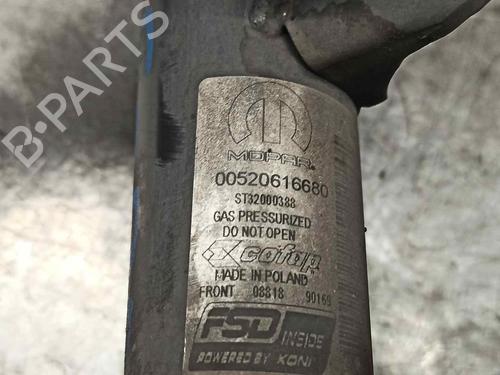 B-PARTS
MOPAR
00520616680
ST32000388
GAS PRESSURIZED
DO NOT OPEN
cofap
MADE IN POLAND
FRONT 08818 90169
FSD INSIDE
POWERED BY KONI